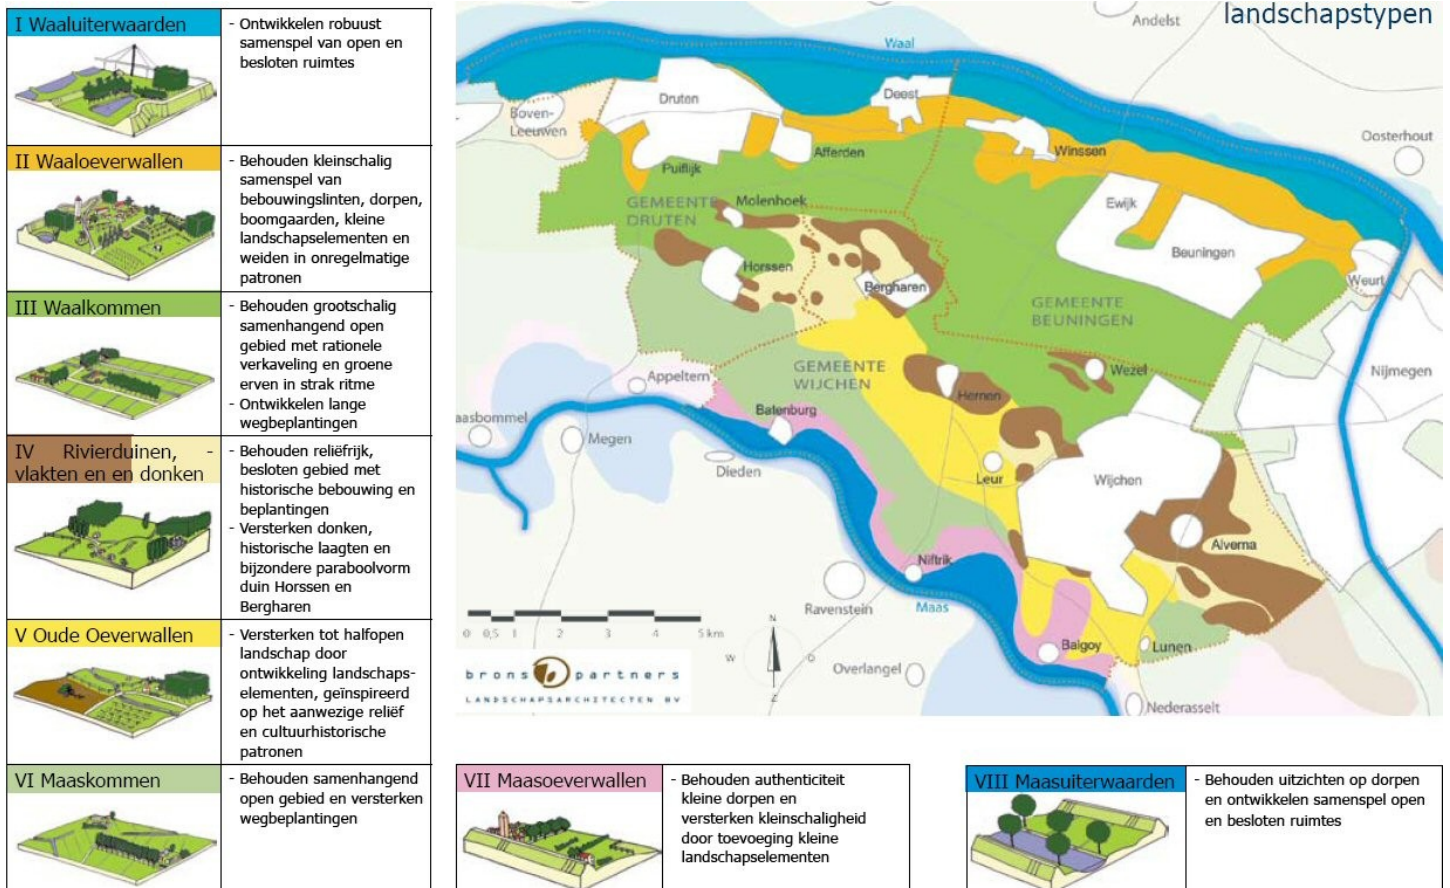 I Waaluiterwaarden
- Ontwikkelen robuust
samenspel van open en
besloten ruimtes
II Waaloeverwallen
- Behouden kleinschalig
samenspel van
bebouwingslinten, dorpen,
boomgaarden, kleine
landschapselementen en
weiden in onregelmatige
patronen
III Waalkommen
- Behouden grootschalig
samenhangend open
gebied met rationele
verkaveling en groene
erven in strak ritme
- Ontwikkelen lange
wegbeplantingen
IV Rivierduinen, -
vlakten en en donken
- Behouden reliëfrijk,
besloten gebied met
historische bebouwing en
beplantingen
- Versterken donken,
historische laagten en
bijzondere paraboolvorm
duin Horssen en
Bergharen
V Oude Oeverwallen
- Versterken tot halfopen
landschap door
ontwikkeling landschaps-
elementen, geïnspireerd
op het aanwezige reliëf
en cultuurhistorische
patronen
VI Maaskommen
- Behouden samenhangend
open gebied en versterken
wegbeplantingen
landschapstypen
Andelst
Waal
Druten
Deest
Boven-
Leeuwen
Oosterhout
Afferden
Winssen
Puiflijk
Molenhoek
GEMEENTE
DRUTEN
Ewijk
Beuningen
Horssen
Bergharen
Weurt
GEMEENTE
BEUNINGEN
GEMEENTE
WIJCHEN
Nijmegen
Appeltern
Wezel
Hernen
Batenburg
aasbommel
Megen
Dieden
Leur
Wijchen
Alverna
Niftrik
Ravenstein
Maas
Balgoy
Lunen
Overlangel
Nederasselt
0 0,5 1 2 3 4 5 km
N
W O
Z
brons partners
LANDSCHAPSARCHITECTEN BV
VII Maasoeverwallen
- Behouden authenticiteit
kleine dorpen en
versterken kleinschaligheid
door toevoeging kleine
landschapselementen
VIII Maasuiterwaarden
- Behouden uitzichten op dorpen
en ontwikkelen samenspel open
en besloten ruimtes